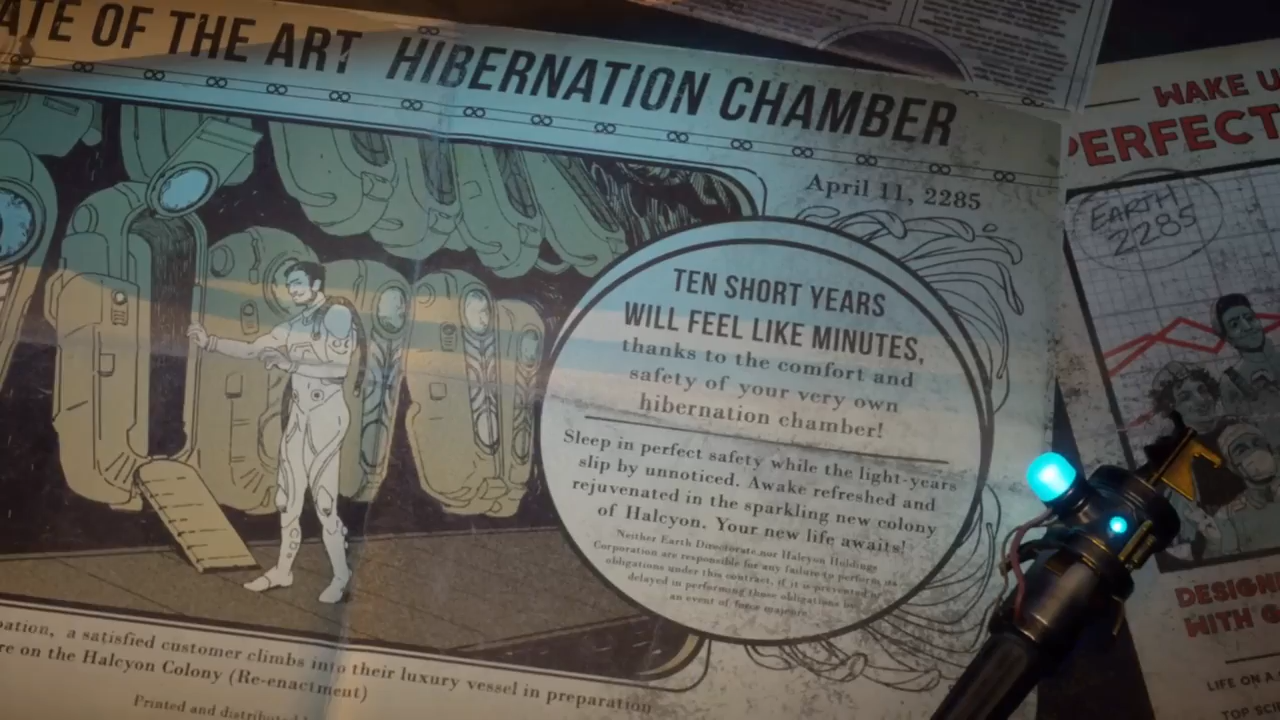 ATE OF THE ART HIBERNATION CHAMBER
April 11, 2285
TEN SHORT YEARS
WILL FEEL LIKE MINUTES,
thanks to the comfort and
safety of your very own
hibernation chamber!
Sleep in perfect safety while the light-years
slip by unnoticed. Awake refreshed and
rejuvenated in the sparkling new colony
of Halcyon. Your new life awaits!
Neither Earth Directorate nor Halcyon Holdings
Corporation are responsible for any failure to perform its
obligations under this contract, if it is prevented or
delayed in performing those obligations by
an event of force majeure.
ation, a satisfied customer climbs into their luxury vessel in preparation
re on the Halcyon Colony (Re-enactment)
Printed and distributed
WAKE U
PERFECT
EARTH
2285
DESIGN
WITH G
LIFE ON A
TOP SCI